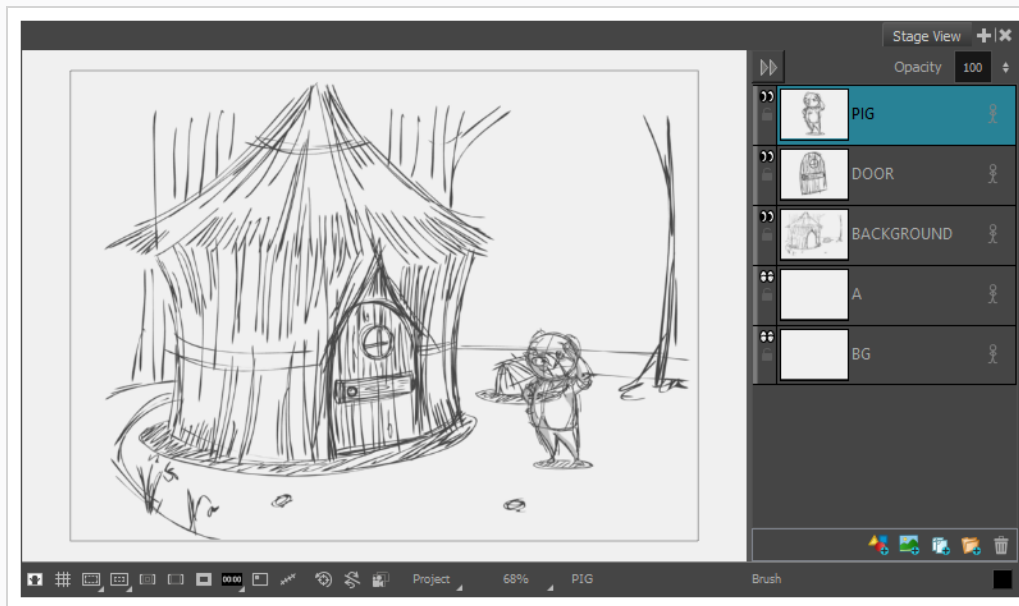 Stage View
Opacity 100
PIG
DOOR
BACKGROUND
A
BG
00:00 Project 68% PIG Brush